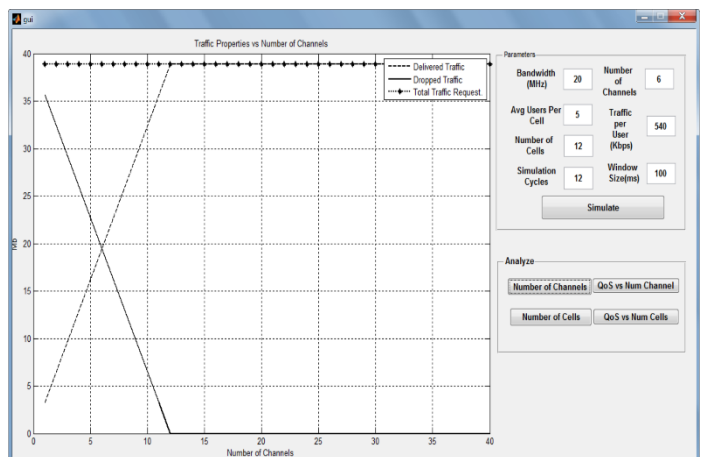 gui
Traffic Properties vs Number of Channels
40
35
30
25
20
15
10
5
0
Mb
0 5 10 15 20 25 30 35 40
Number of Channels
Delivered Traffic
Dropped Traffic
Total Traffic Request.
Parameters
Bandwidth
(MHz)
20
Number
of
Channels
6
Avg Users Per
Cell
5
Traffic
per
User
(Kbps)
540
Number of
Cells
12
Simulation
Cycles
12
Window
Size(ms)
100
Simulate
Analyze
Number of Channels
QoS vs Num Channel
Number of Cells
QoS vs Num Cells